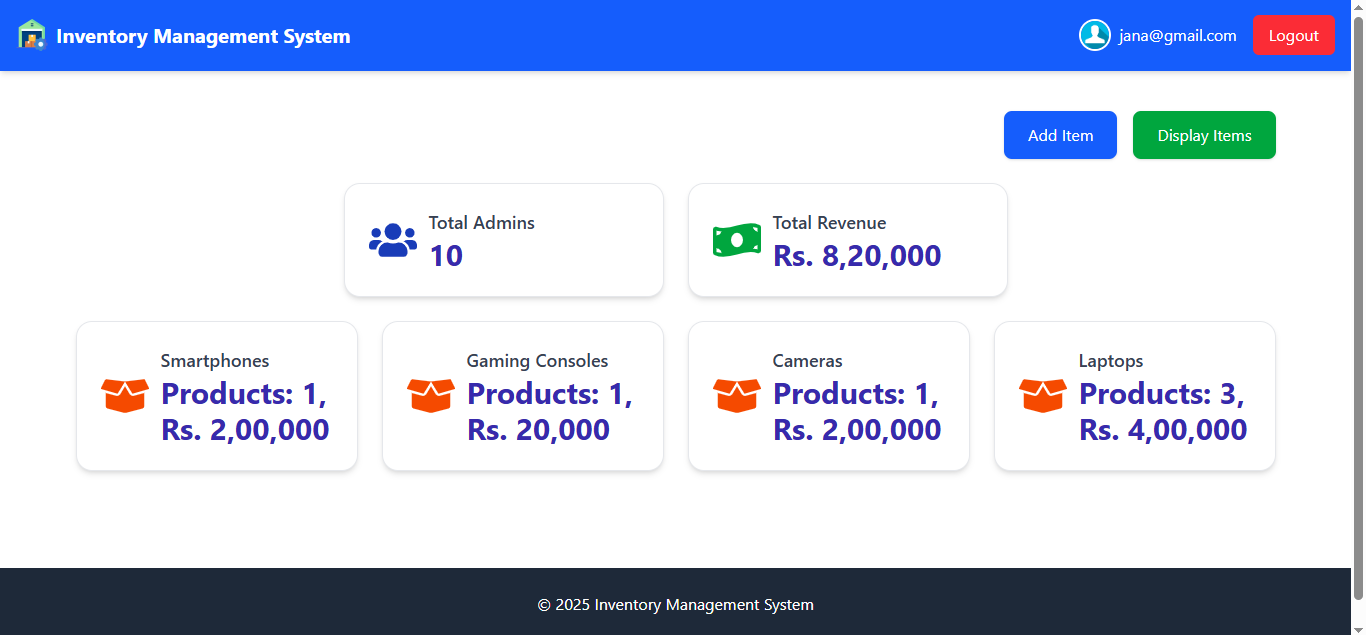 Inventory Management System
jana@gmail.com
Logout
Add Item
Display Items
Total Admins
10
Total Revenue
Rs. 8,20,000
Smartphones
Products: 1,
Rs. 2,00,000
Gaming Consoles
Products: 1,
Rs. 20,000
Cameras
Products: 1,
Rs. 2,00,000
Laptops
Products: 3,
Rs. 4,00,000
© 2025 Inventory Management System